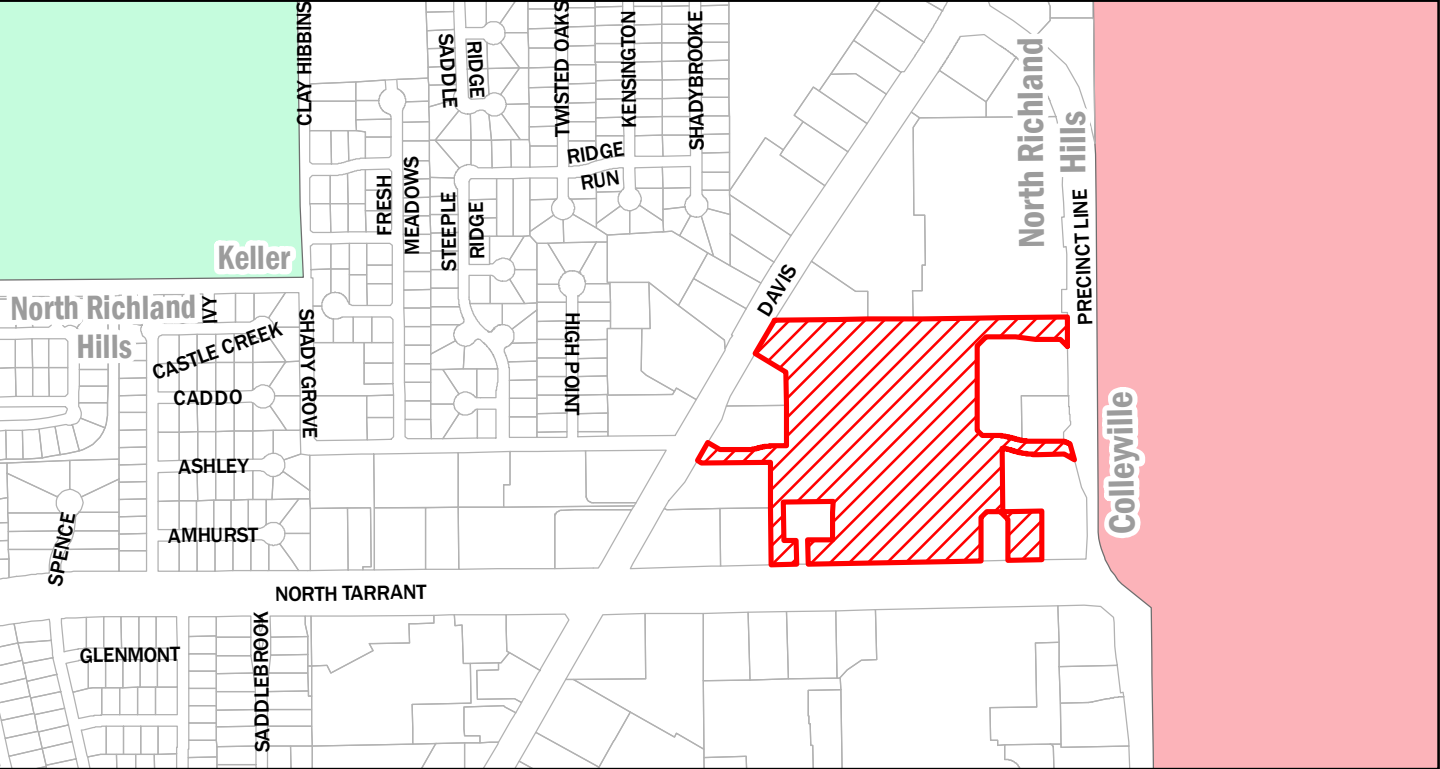 CLAY HIBBINS
SADDLE
RIDGE
TWISTED OAKS
KENSINGTON
SHADYBROOKE
North Richland
Hills
RIDGE
RUN
FRESH
MEADOWS
STEEPLE
RIDGE
PRECINCT LINE
Keller
DAVIS
North Richland
Hills
IVY
CASTLE CREEK
SHADY GROVE
HIGH POINT
CADDO
Colleyville
ASHLEY
AMHURST
SPENCE
NORTH TARRANT
GLENMONT
SADDLEBROOK